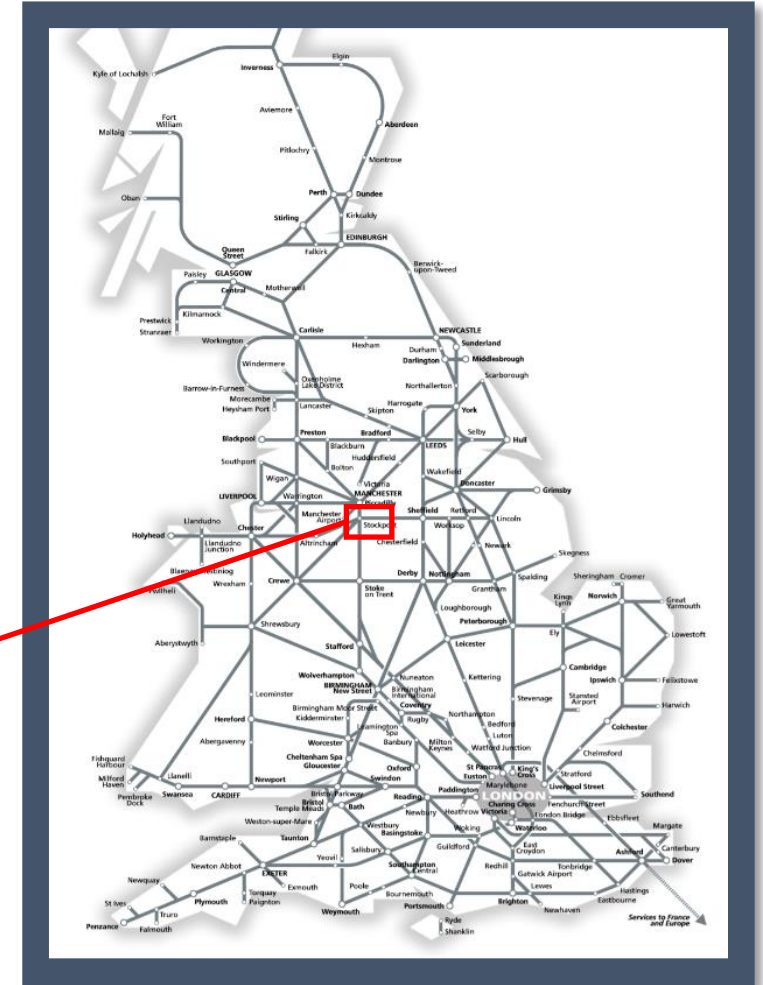 Elgin
Inverness
Kyle of Lochalsh
Aviemore
Fort
William
Mallaig
Aberdeen
Pitlochry
Montrose
Perth
Dundee
Oban
Stirling
Kirkcaldy
EDINBURGH
Queen
Street
Falkirk
GLASGOW
Central
Paisley
Motherwell
Berwick-
upon-Tweed
Kilmarnock
Prestwick
Stranraer
Carlisle
NEWCASTLE
Workington
Hexham
Sunderland
Durham
Darlington
Middlesbrough
Windermere
Oxenholme
Lake District
Northallerton
Scarborough
Barrow-in-Furness
Morecambe
Heysham Port
Lancaster
Harrogate
Skipton
York
Blackpool
Preston
Bradford
LEEDS
Selby
Hull
Blackburn
Huddersfield
Southport
Bolton
Wakefield
Wigan
Victoria
Doncaster
MANCHESTER
Piccadilly
Grimsby
LIVERPOOL
Warrington
Manchester
Airport
Stockport
Sheffield
Retford
Worksop
Lincoln
Llandudno
Holyhead
Llandudno
Junction
Chester
Altrincham
Chesterfield
Newark
Skegness
Wrexham
Crewe
Stoke
on Trent
Derby
Nottingham
Grantham
Spalding
Sheringham
Cromer
Pwllheli
Kings
Lynn
Norwich
Great
Yarmouth
Loughborough
Shrewsbury
Peterborough
Ely
Lowestoft
Aberystwyth
Stafford
Leicester
Wolverhampton
BIRMINGHAM
New Street
Nuneaton
Birmingham
International
Kettering
Cambridge
Ipswich
Felixstowe
Leominster
Coventry
Stevenage
Stansted
Airport
Harwich
Birmingham Moor Street
Kidderminster
Rugby
Northampton
Hereford
Leamington
Spa
Bedford
Colchester
Worcester
Banbury
Milton
Keynes
Luton
Abergavenny
Watford Junction
Chelmsford
Fishguard
Harbour
Cheltenham Spa
Gloucester
Oxford
St Pancras
Euston
King's
Cross
Stratford
Milford
Haven
Llanelli
Newport
Swindon
Marylebone
Liverpool Street
Pembroke
Dock
Swansea
CARDIFF
Bristol Parkway
Bristol
Temple Meads
Bath
Reading
Paddington
LONDON
Southend
Charing Cross
Fenchurch Street
Newbury
Heathrow
Victoria
London Bridge
Ebbsfleet
Weston-super-Mare
Westbury
Basingstoke
Woking
Waterloo
Margate
Barnstaple
Taunton
Guildford
East
Croydon
Canterbury
Yeovil
Salisbury
Ashford
Dover
Newton Abbot
EXETER
Southampton
Central
Redhill
Tonbridge
Gatwick Airport
Newquay
Exmouth
Poole
Bournemouth
Lewes
Hastings
Eastbourne
St Ives
Plymouth
Torquay
Paignton
Weymouth
Portsmouth
Brighton
Newhaven
Truro
Penzance
Falmouth
Ryde
Shanklin
Services to France
and Europe